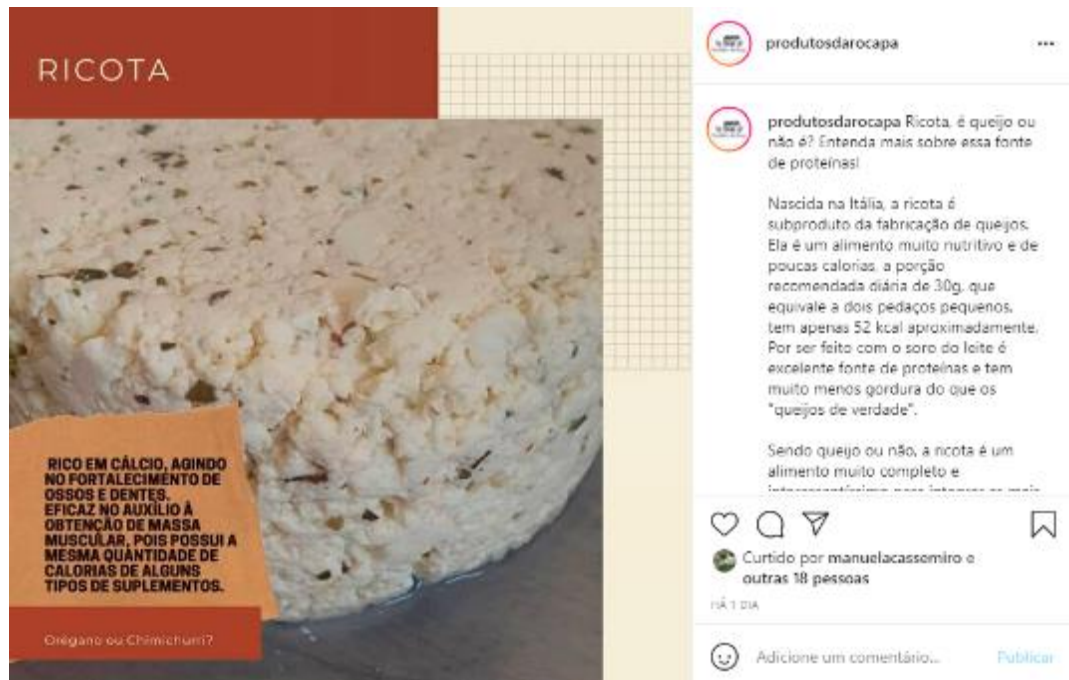 RICOTA
RICO EM CÁLCIO, AGINDO
NO FORTALECIMENTO DE
OSSOS E DENTES.
EFICAZ NO AUXÍLIO À
OBTENÇÃO DE MASSA
MUSCULAR, POIS POSSUI A
MESMA QUANTIDADE DE
CALORIAS DE ALGUNS
TIPOS DE SUPLEMENTOS.
Orégano ou Chimichurri?
produtosdarocapa
produtosdarocapa Ricota, é queijo ou
não é? Entenda mais sobre essa fonte
de proteínas!
Nascida na Itália, a ricota é
subproduto da fabricação de queijos.
Ela é um alimento muito nutritivo e de
poucas calorias, a porção
recomendada diária de 30g, que
equivale a dois pedaços pequenos,
tem apenas 52 kcal aproximadamente.
Por ser feito com o soro do leite é
excelente fonte de proteínas e tem
muito menos gordura do que os
"queijos de verdade".
Sendo queijo ou não, a ricota é um
alimento muito completo e
Curtido por manuelacassemiro e
outras 18 pessoas
HÁ 1 DIA
Adicione um comentário...
Publicar